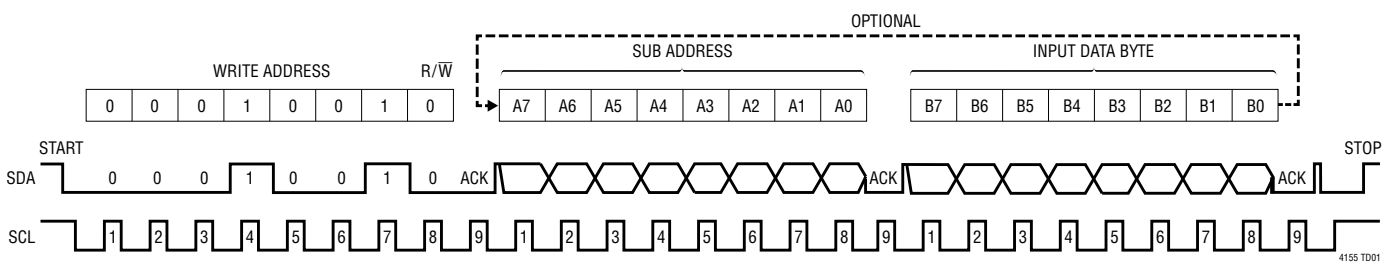 OPTIONAL
SUB ADDRESS INPUT DATA BYTE
WRITE ADDRESS R/W̅
0 0 0 1 0 0 1 0 A7 A6 A5 A4 A3 A2 A1 A0 B7 B6 B5 B4 B3 B2 B1 B0
START STOP
SDA 0 0 0 1 0 0 1 0 ACK ACK ACK
SCL 1 2 3 4 5 6 7 8 9 1 2 3 4 5 6 7 8 9 1 2 3 4 5 6 7 8 9
4155 TD01